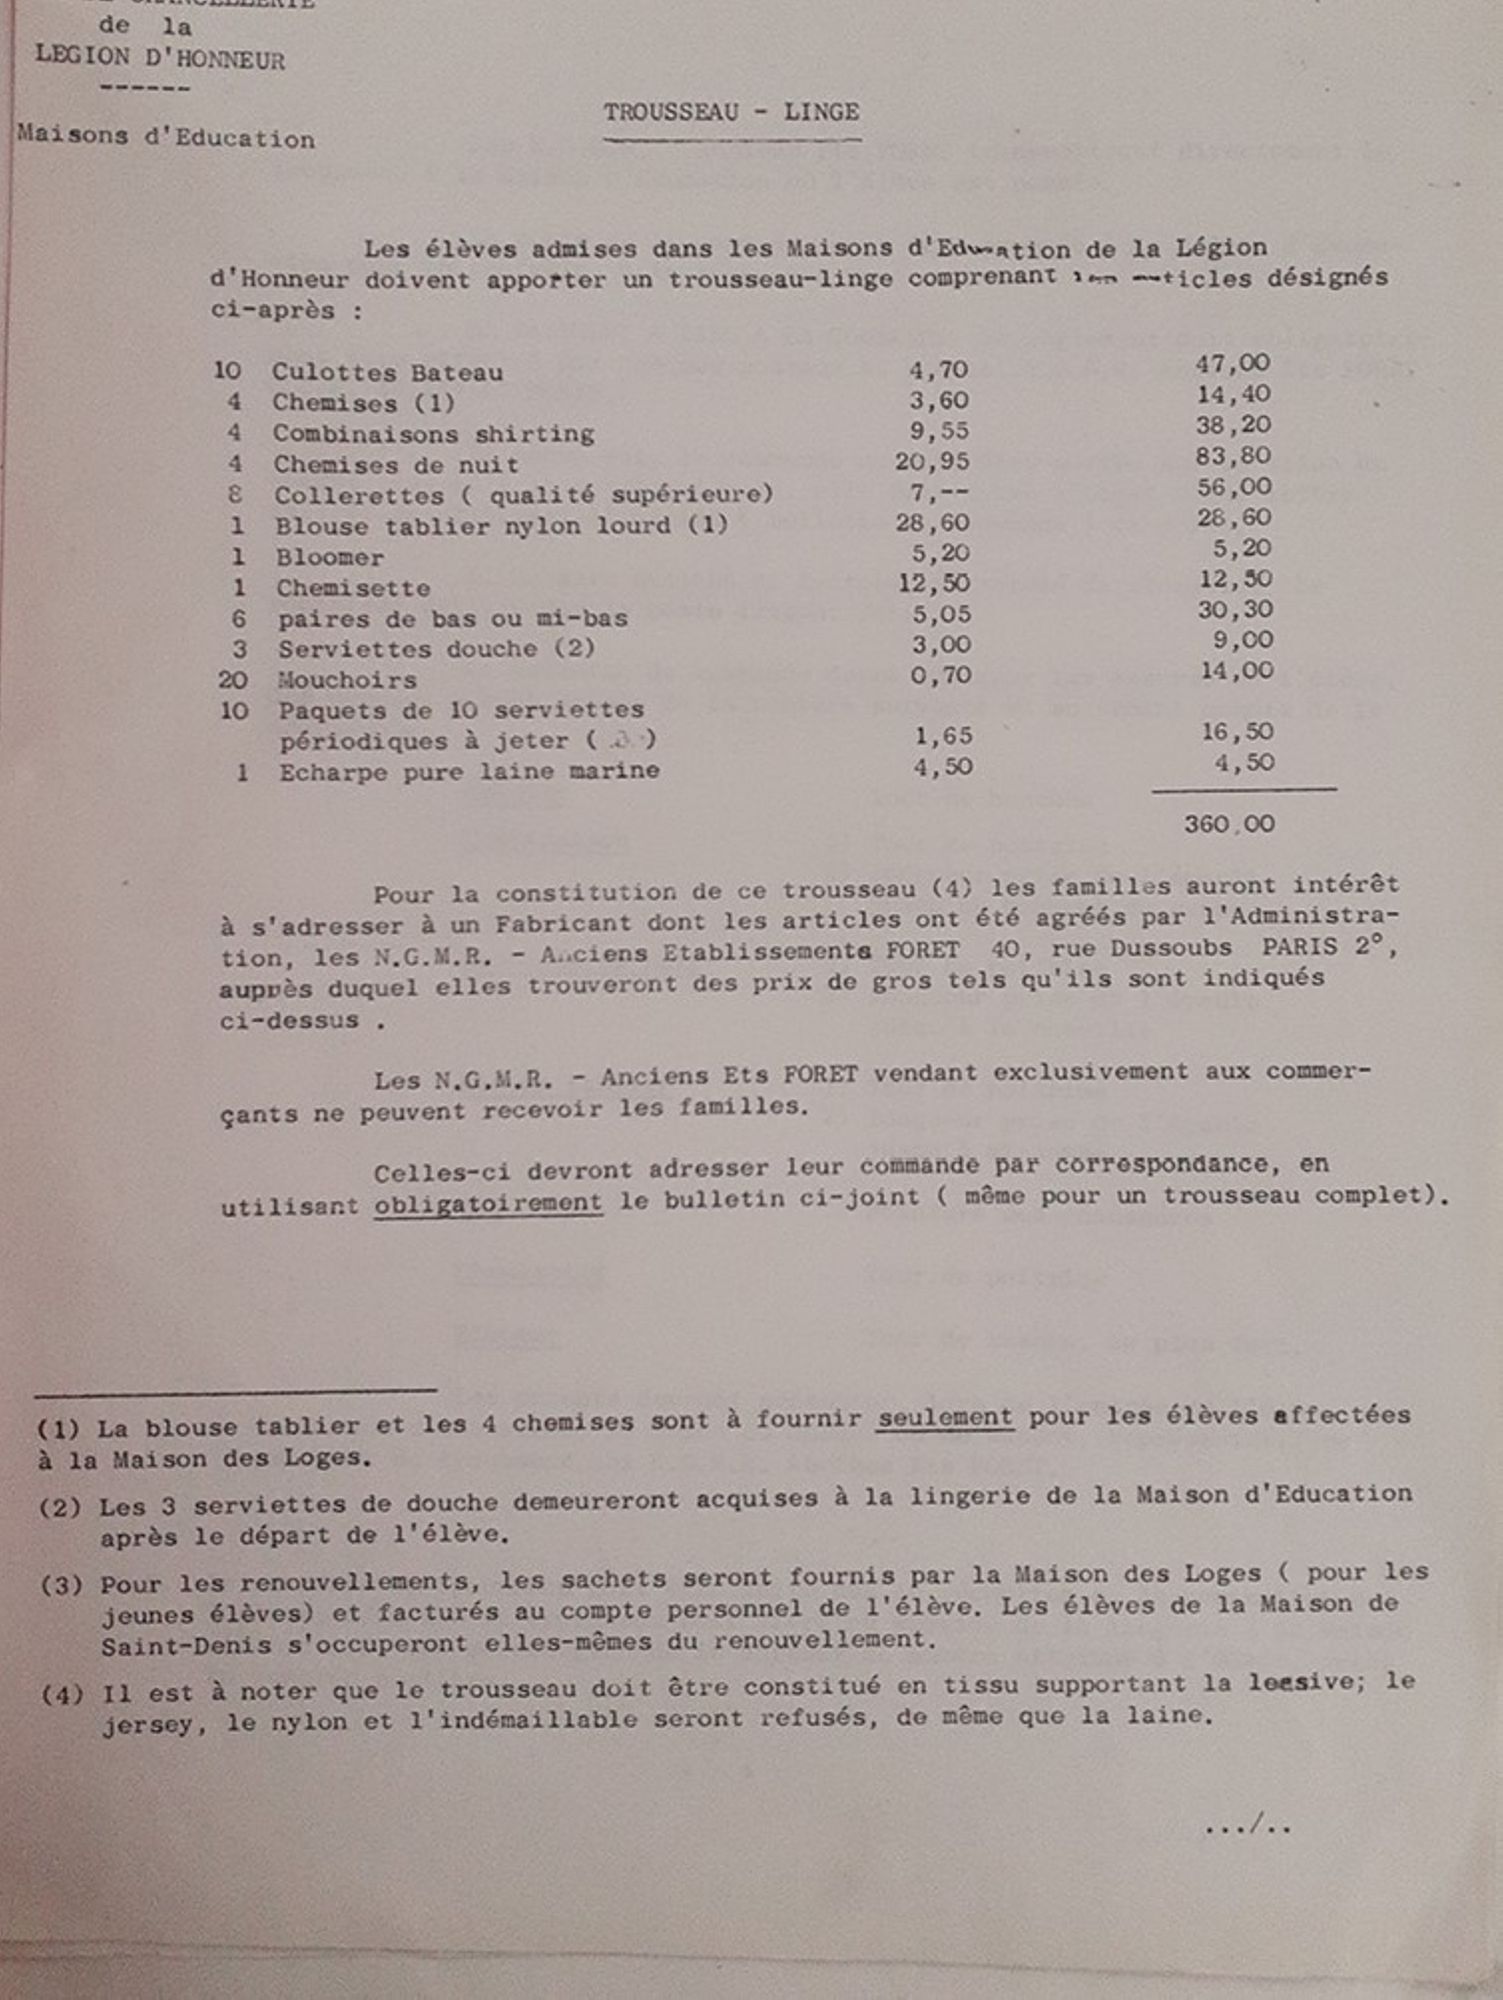 de la
LEGION D'HONNEUR
------
Maisons d'Education
TROUSSEAU - LINGE
Les élèves admises dans les Maisons d'Education de la Légion
d'Honneur doivent apporter un trousseau-linge comprenant les articles désignés
ci-après :
10 Culottes Bateau 4,70 47,00
4 Chemises (1) 3,60 14,40
4 Combinaisons shirting 9,55 38,20
4 Chemises de nuit 20,95 83,80
8 Collerettes ( qualité supérieure) 7,-- 56,00
1 Blouse tablier nylon lourd (1) 28,60 28,60
1 Bloomer 5,20 5,20
1 Chemisette 12,50 12,50
6 paires de bas ou mi-bas 5,05 30,30
3 Serviettes douche (2) 3,00 9,00
20 Mouchoirs 0,70 14,00
10 Paquets de 10 serviettes
périodiques à jeter ( ) 1,65 16,50
1 Echarpe pure laine marine 4,50 4,50
360,00
Pour la constitution de ce trousseau (4) les familles auront intérêt
à s'adresser à un Fabricant dont les articles ont été agréés par l'Administra-
tion, les N.G.M.R. - Anciens Etablissements FORET 40, rue Dussoubs PARIS 2°,
auprès duquel elles trouveront des prix de gros tels qu'ils sont indiqués
ci-dessus .
Les N.G.M.R. - Anciens Ets FORET vendant exclusivement aux commer-
çants ne peuvent recevoir les familles.
Celles-ci devront adresser leur commande par correspondance, en
utilisant obligatoirement le bulletin ci-joint ( même pour un trousseau complet).
(1) La blouse tablier et les 4 chemises sont à fournir seulement pour les élèves affectées
à la Maison des Loges.
(2) Les 3 serviettes de douche demeureront acquises à la lingerie de la Maison d'Education
après le départ de l'élève.
(3) Pour les renouvellements, les sachets seront fournis par la Maison des Loges ( pour les
jeunes élèves) et facturés au compte personnel de l'élève. Les élèves de la Maison de
Saint-Denis s'occuperont elles-mêmes du renouvellement.
(4) Il est à noter que le trousseau doit être constitué en tissu supportant la lessive; le
jersey, le nylon et l'indémaillable seront refusés, de même que la laine.
.../..